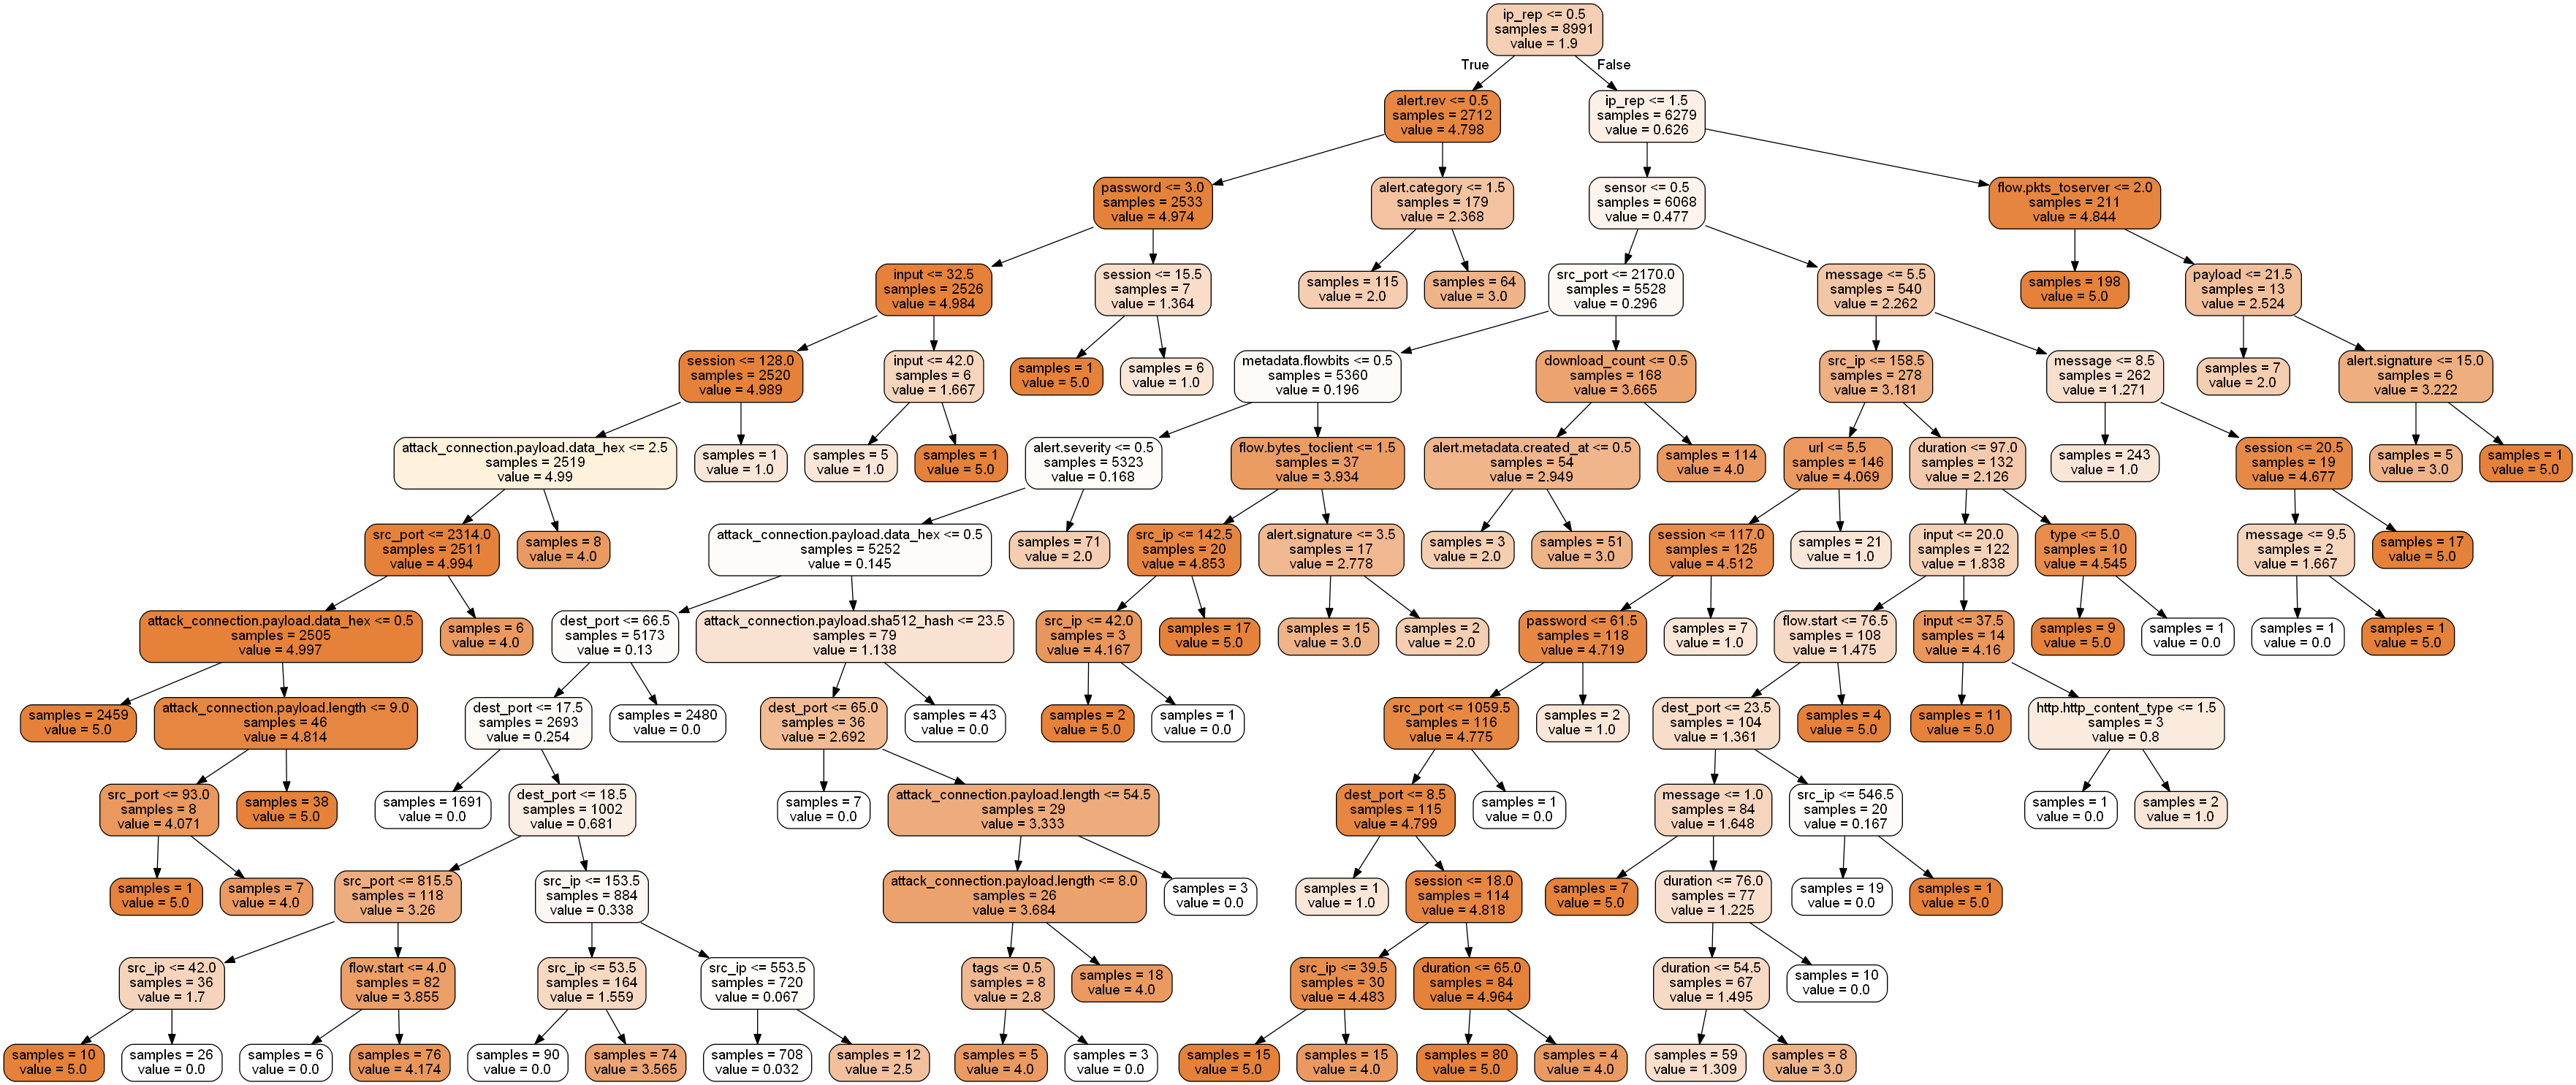 ip_rep <= 0.5
samples = 8991
value = 1.9
True
False
alert.rev <= 0.5
samples = 2712
value = 4.798
ip_rep <= 1.5
samples = 6279
value = 0.626
password <= 3.0
samples = 2533
value = 4.974
alert.category <= 1.5
samples = 179
value = 2.368
sensor <= 0.5
samples = 6068
value = 0.477
flow.pkts_toserver <= 2.0
samples = 211
value = 4.844
input <= 32.5
samples = 2526
value = 4.984
session <= 15.5
samples = 7
value = 1.364
samples = 115
value = 2.0
samples = 64
value = 3.0
src_port <= 2170.0
samples = 5528
value = 0.296
message <= 5.5
samples = 540
value = 2.262
samples = 198
value = 5.0
payload <= 21.5
samples = 13
value = 2.524
session <= 128.0
samples = 2520
value = 4.989
input <= 42.0
samples = 6
value = 1.667
samples = 1
value = 5.0
samples = 6
value = 1.0
metadata.flowbits <= 0.5
samples = 5360
value = 0.196
download_count <= 0.5
samples = 168
value = 3.665
src_ip <= 158.5
samples = 278
value = 3.181
message <= 8.5
samples = 262
value = 1.271
samples = 7
value = 2.0
alert.signature <= 15.0
samples = 6
value = 3.222
attack_connection.payload.data_hex <= 2.5
samples = 2519
value = 4.99
samples = 1
value = 1.0
samples = 5
value = 1.0
samples = 1
value = 5.0
alert.severity <= 0.5
samples = 5323
value = 0.168
flow.bytes_toclient <= 1.5
samples = 37
value = 3.934
alert.metadata.created_at <= 0.5
samples = 54
value = 2.949
samples = 114
value = 4.0
url <= 5.5
samples = 146
value = 4.069
duration <= 97.0
samples = 132
value = 2.126
samples = 243
value = 1.0
session <= 20.5
samples = 19
value = 4.677
samples = 5
value = 3.0
samples = 1
value = 5.0
src_port <= 2314.0
samples = 2511
value = 4.994
samples = 8
value = 4.0
attack_connection.payload.data_hex <= 0.5
samples = 5252
value = 0.145
samples = 71
value = 2.0
src_ip <= 142.5
samples = 20
value = 4.853
alert.signature <= 3.5
samples = 17
value = 2.778
samples = 3
value = 2.0
samples = 51
value = 3.0
session <= 117.0
samples = 125
value = 4.512
samples = 21
value = 1.0
input <= 20.0
samples = 122
value = 1.838
type <= 5.0
samples = 10
value = 4.545
message <= 9.5
samples = 2
value = 1.667
samples = 17
value = 5.0
attack_connection.payload.data_hex <= 0.5
samples = 2505
value = 4.997
samples = 6
value = 4.0
dest_port <= 66.5
samples = 5173
value = 0.13
attack_connection.payload.sha512_hash <= 23.5
samples = 79
value = 1.138
src_ip <= 42.0
samples = 3
value = 4.167
samples = 17
value = 5.0
samples = 15
value = 3.0
samples = 2
value = 2.0
password <= 61.5
samples = 118
value = 4.719
samples = 7
value = 1.0
flow.start <= 76.5
samples = 108
value = 1.475
input <= 37.5
samples = 14
value = 4.16
samples = 9
value = 5.0
samples = 1
value = 0.0
samples = 1
value = 0.0
samples = 1
value = 5.0
samples = 2459
value = 5.0
attack_connection.payload.length <= 9.0
samples = 46
value = 4.814
dest_port <= 17.5
samples = 2693
value = 0.254
samples = 2480
value = 0.0
dest_port <= 65.0
samples = 36
value = 2.692
samples = 43
value = 0.0
samples = 2
value = 5.0
samples = 1
value = 0.0
src_port <= 1059.5
samples = 116
value = 4.775
samples = 2
value = 1.0
dest_port <= 23.5
samples = 104
value = 1.361
samples = 4
value = 5.0
samples = 11
value = 5.0
http.http_content_type <= 1.5
samples = 3
value = 0.8
src_port <= 93.0
samples = 8
value = 4.071
samples = 38
value = 5.0
samples = 1691
value = 0.0
dest_port <= 18.5
samples = 1002
value = 0.681
samples = 7
value = 0.0
attack_connection.payload.length <= 54.5
samples = 29
value = 3.333
dest_port <= 8.5
samples = 115
value = 4.799
samples = 1
value = 0.0
message <= 1.0
samples = 84
value = 1.648
src_ip <= 546.5
samples = 20
value = 0.167
samples = 1
value = 0.0
samples = 2
value = 1.0
samples = 1
value = 5.0
samples = 7
value = 4.0
src_port <= 815.5
samples = 118
value = 3.26
src_ip <= 153.5
samples = 884
value = 0.338
attack_connection.payload.length <= 8.0
samples = 26
value = 3.684
samples = 3
value = 0.0
samples = 1
value = 1.0
session <= 18.0
samples = 114
value = 4.818
samples = 7
value = 5.0
duration <= 76.0
samples = 77
value = 1.225
samples = 19
value = 0.0
samples = 1
value = 5.0
src_ip <= 42.0
samples = 36
value = 1.7
flow.start <= 4.0
samples = 82
value = 3.855
src_ip <= 53.5
samples = 164
value = 1.559
src_ip <= 553.5
samples = 720
value = 0.067
tags <= 0.5
samples = 8
value = 2.8
samples = 18
value = 4.0
src_ip <= 39.5
samples = 30
value = 4.483
duration <= 65.0
samples = 84
value = 4.964
duration <= 54.5
samples = 67
value = 1.495
samples = 10
value = 0.0
samples = 10
value = 5.0
samples = 26
value = 0.0
samples = 6
value = 0.0
samples = 76
value = 4.174
samples = 90
value = 0.0
samples = 74
value = 3.565
samples = 708
value = 0.032
samples = 12
value = 2.5
samples = 5
value = 4.0
samples = 3
value = 0.0
samples = 15
value = 5.0
samples = 15
value = 4.0
samples = 80
value = 5.0
samples = 4
value = 4.0
samples = 59
value = 1.309
samples = 8
value = 3.0